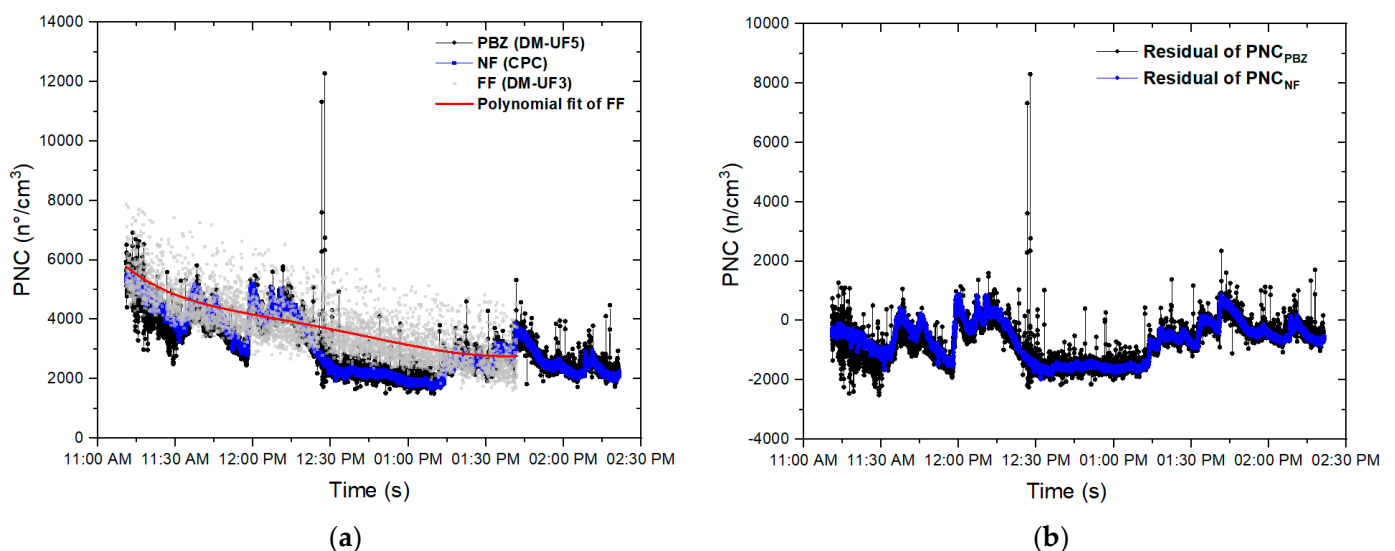 14000
12000
10000
8000
6000
4000
2000
0
PNC (n°/cm³)
PBZ (DM-UF5)
NF (CPC)
FF (DM-UF3)
Polynomial fit of FF
11:00 AM 11:30 AM 12:00 PM 12:30 PM 01:00 PM 01:30 PM 02:00 PM 02:30 PM
Time (s)
(a)
10000
8000
6000
4000
2000
0
-2000
-4000
PNC (n/cm³)
Residual of PNC_PBZ
Residual of PNC_NF
11:00 AM 11:30 AM 12:00 PM 12:30 PM 01:00 PM 01:30 PM 02:00 PM 02:30 PM
Time (s)
(b)